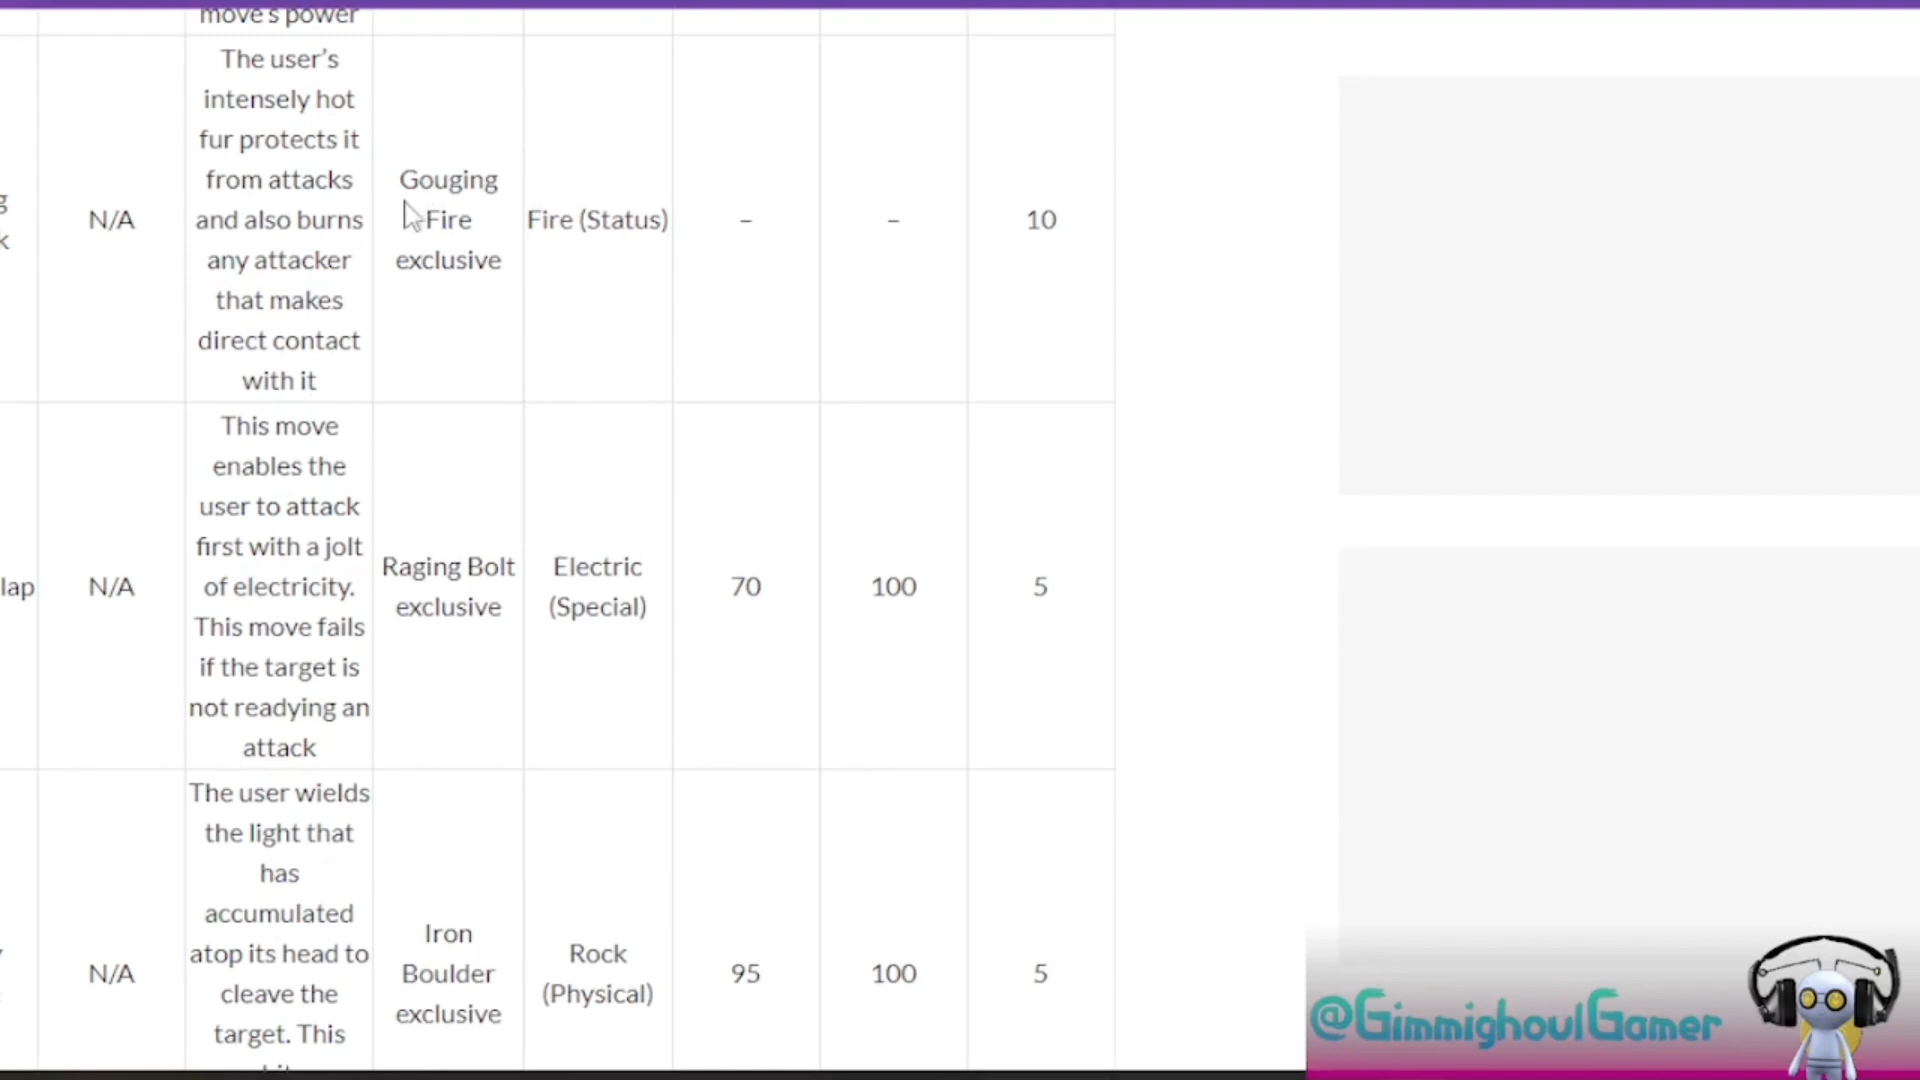 move's power
The user's
intensely hot
fur protects it
from attacks
and also burns
any attacker
that makes
direct contact
with it
g
k
N/A
Gouging
Fire
exclusive
Fire (Status)
–
–
10
This move
enables the
user to attack
first with a jolt
of electricity.
This move fails
if the target is
not readying an
attack
lap
N/A
Raging Bolt
exclusive
Electric
(Special)
70
100
5
The user wields
the light that
has
accumulated
atop its head to
cleave the
target. This
N/A
Iron
Boulder
exclusive
Rock
(Physical)
95
100
5
@GimmighoulGamer